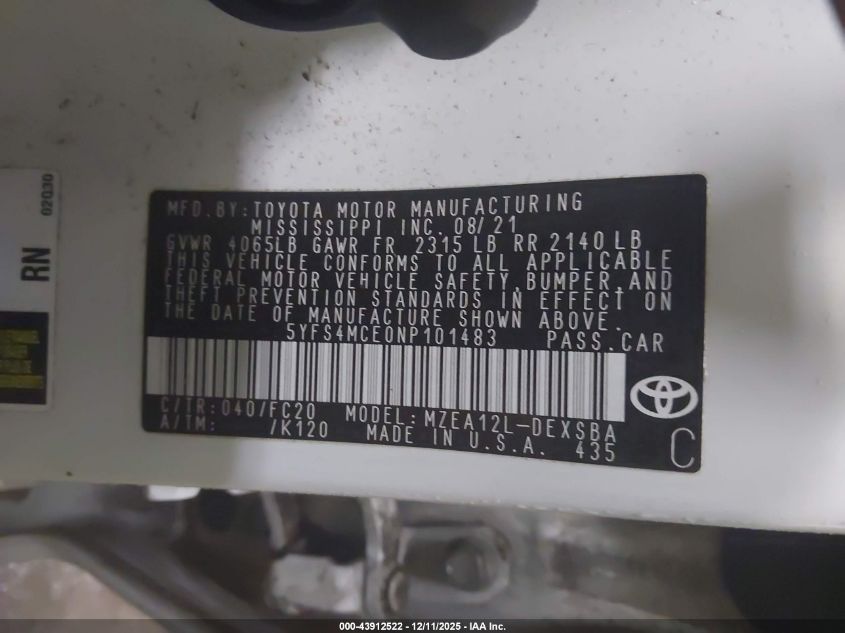 MFD.BY:TOYOTA MOTOR MANUFACTURING
MISSISSIPPI INC. 08/21
GVWR 4065LB GAWR FR 2315 LB RR 2140 LB
THIS VEHICLE CONFORMS TO ALL APPLICABLE
FEDERAL MOTOR VEHICLE SAFETY,BUMPER,AND
THEFT PREVENTION STANDARDS IN EFFECT ON
THE DATE OF MANUFACTURE SHOWN ABOVE.
5YFS4MCE0NP101483 PASS.CAR
C/TR:040/FC20 MODEL:MZEA12L-DEXSBA
A/TM: /K120 MADE IN U.S.A. 435
C
RN
02030
000-43912522 - 12/11/2025 - IAA Inc.